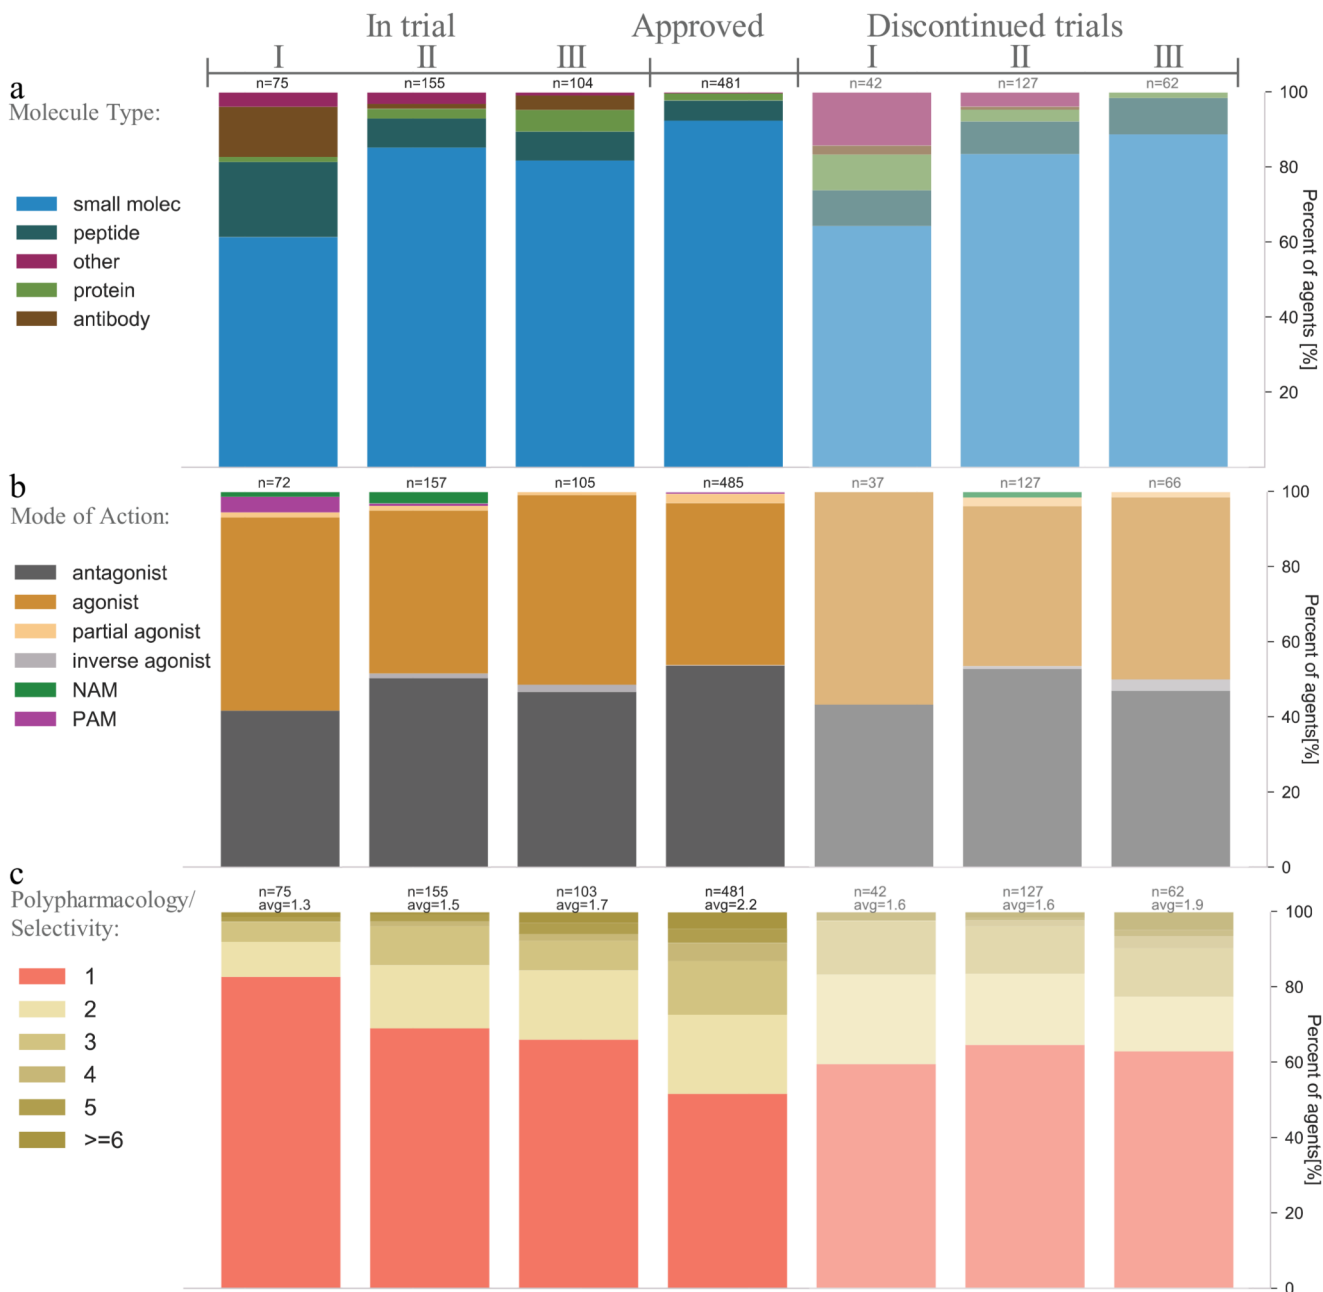 In trial Approved Discontinued trials
I II III I II III
a
Molecule Type:
n=75 n=155 n=104 n=481 n=42 n=127 n=62
small molec
peptide
other
protein
antibody
100
80
60
40
20
Percent of agents [%]
b
Mode of Action:
n=72 n=157 n=105 n=485 n=37 n=127 n=66
antagonist
agonist
partial agonist
inverse agonist
NAM
PAM
100
80
60
40
20
0
Percent of agents[%]
c
Polypharmacology/
Selectivity:
n=75 n=155 n=103 n=481 n=42 n=127 n=62
avg=1.3 avg=1.5 avg=1.7 avg=2.2 avg=1.6 avg=1.6 avg=1.9
1
2
3
4
5
>=6
100
80
60
40
20
0
Percent of agents[%]